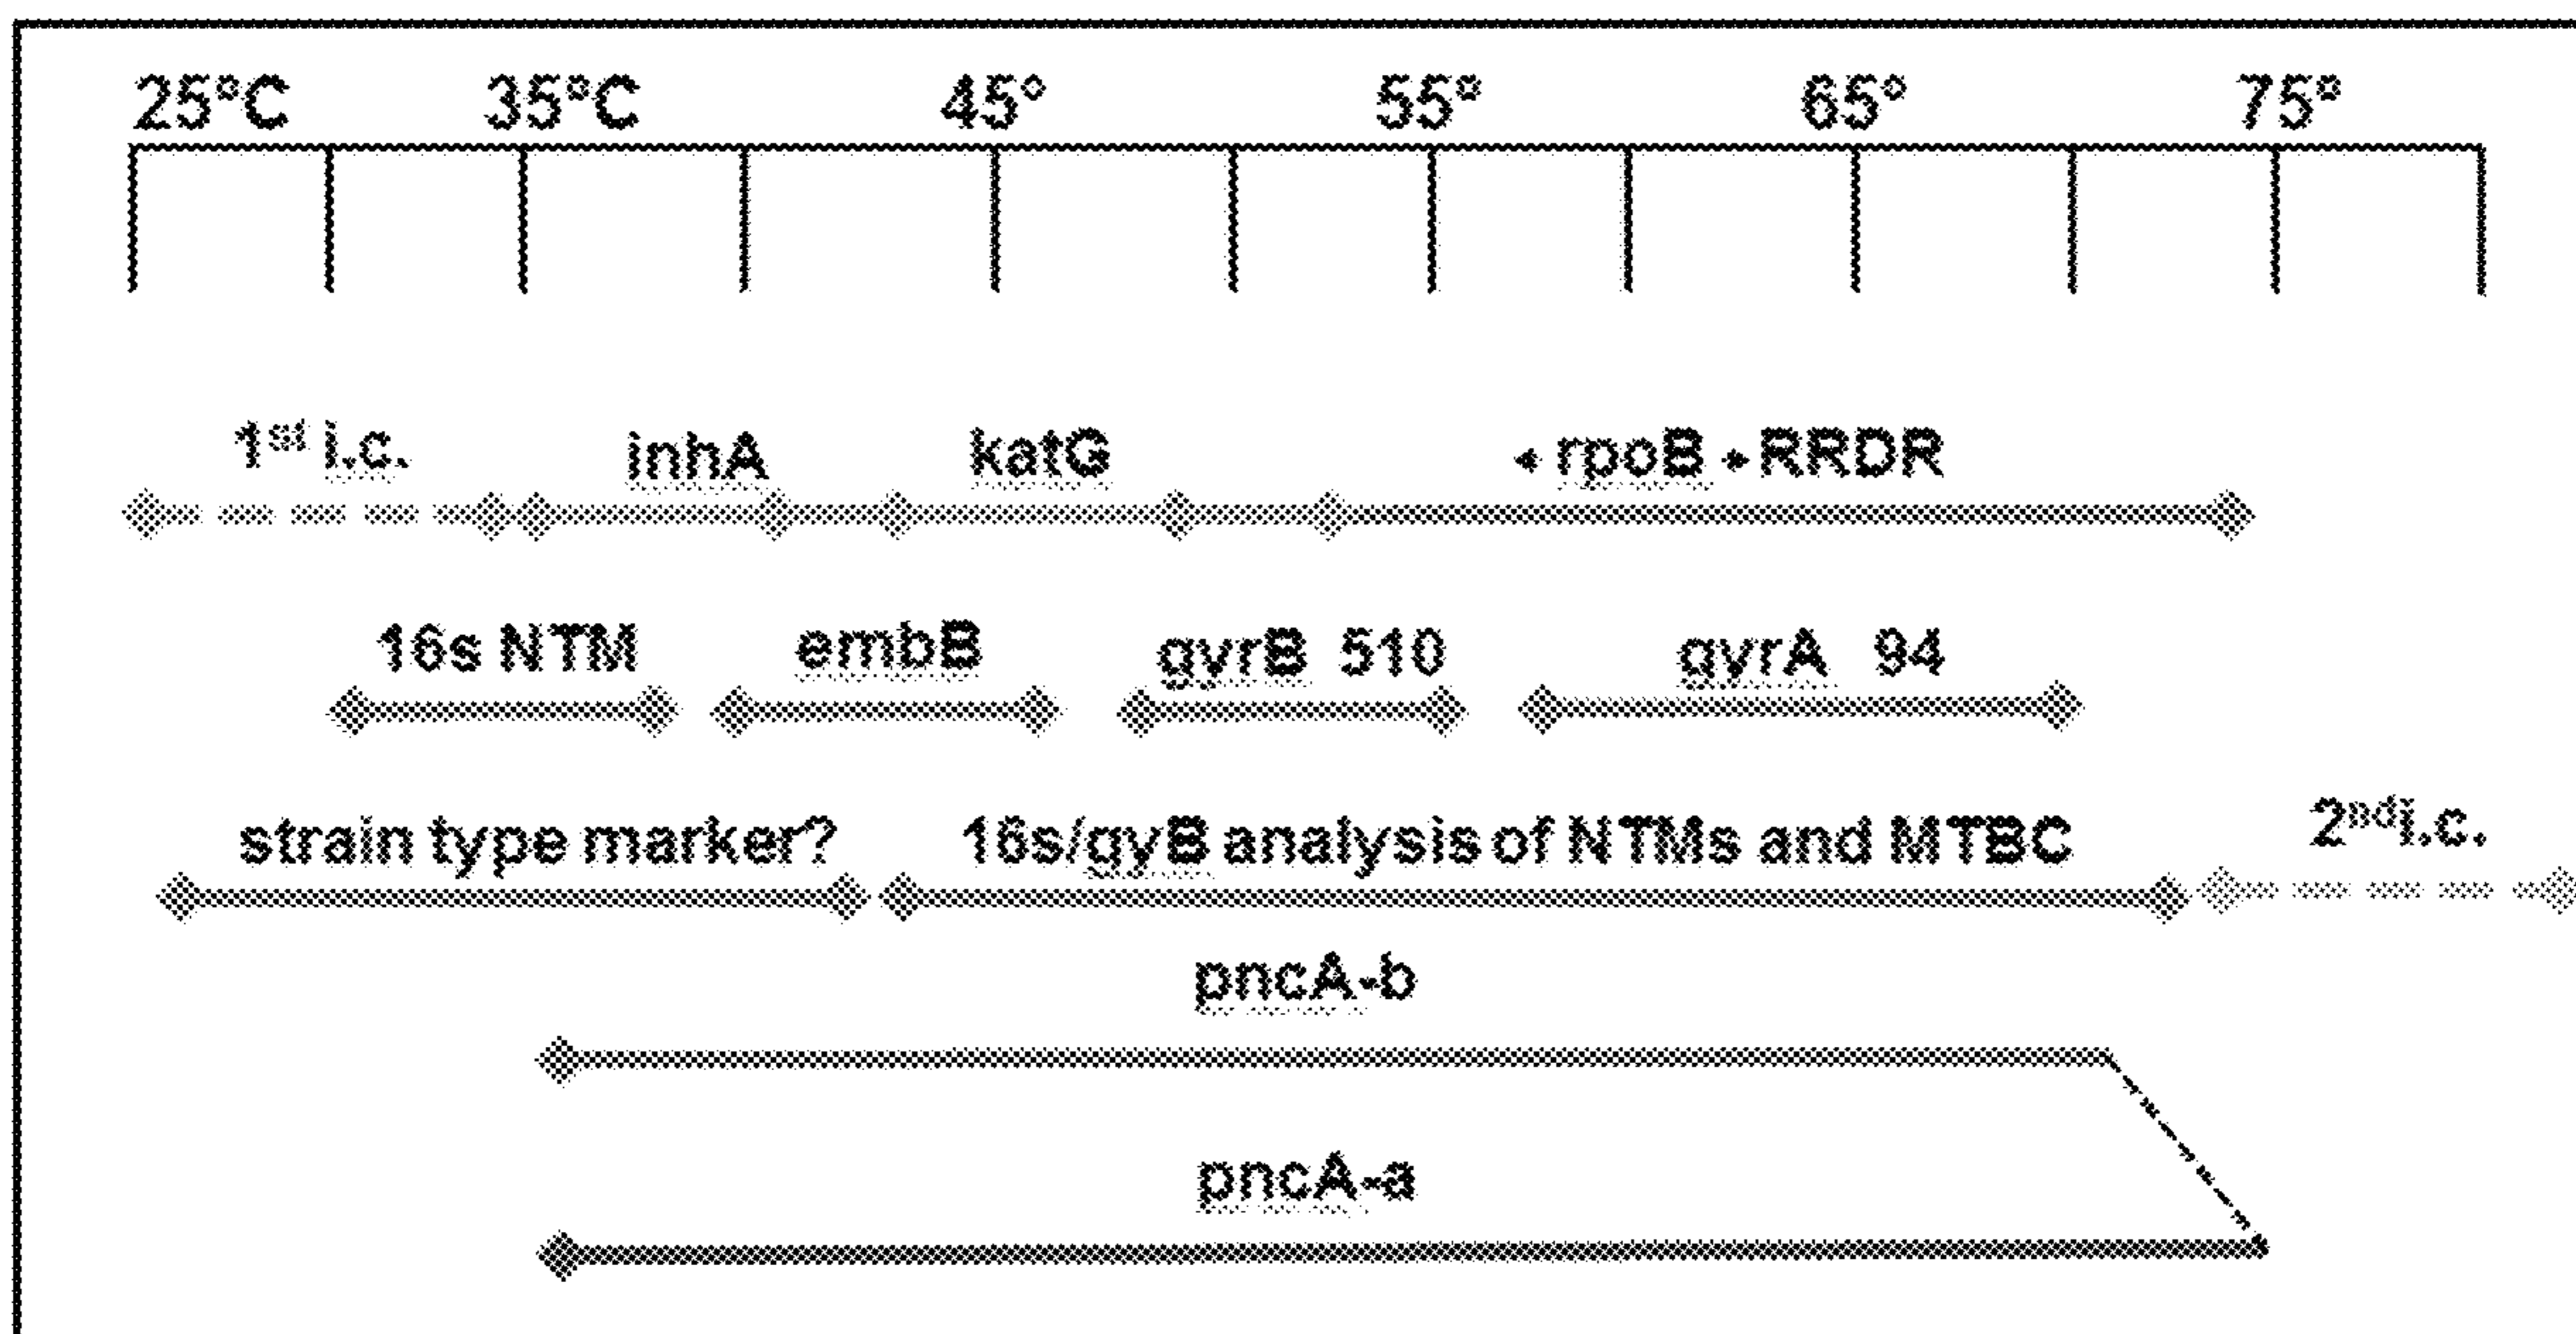 25°C 35°C 45° 55° 65° 75°
1st i.c. inhA katG rpoB RRDR
16s NTM embB gyrB 510 gyrA 94
strain type marker? 16s/gyB analysis of NTMs and MTBC 2nd i.c.
pncA-b
pncA-a